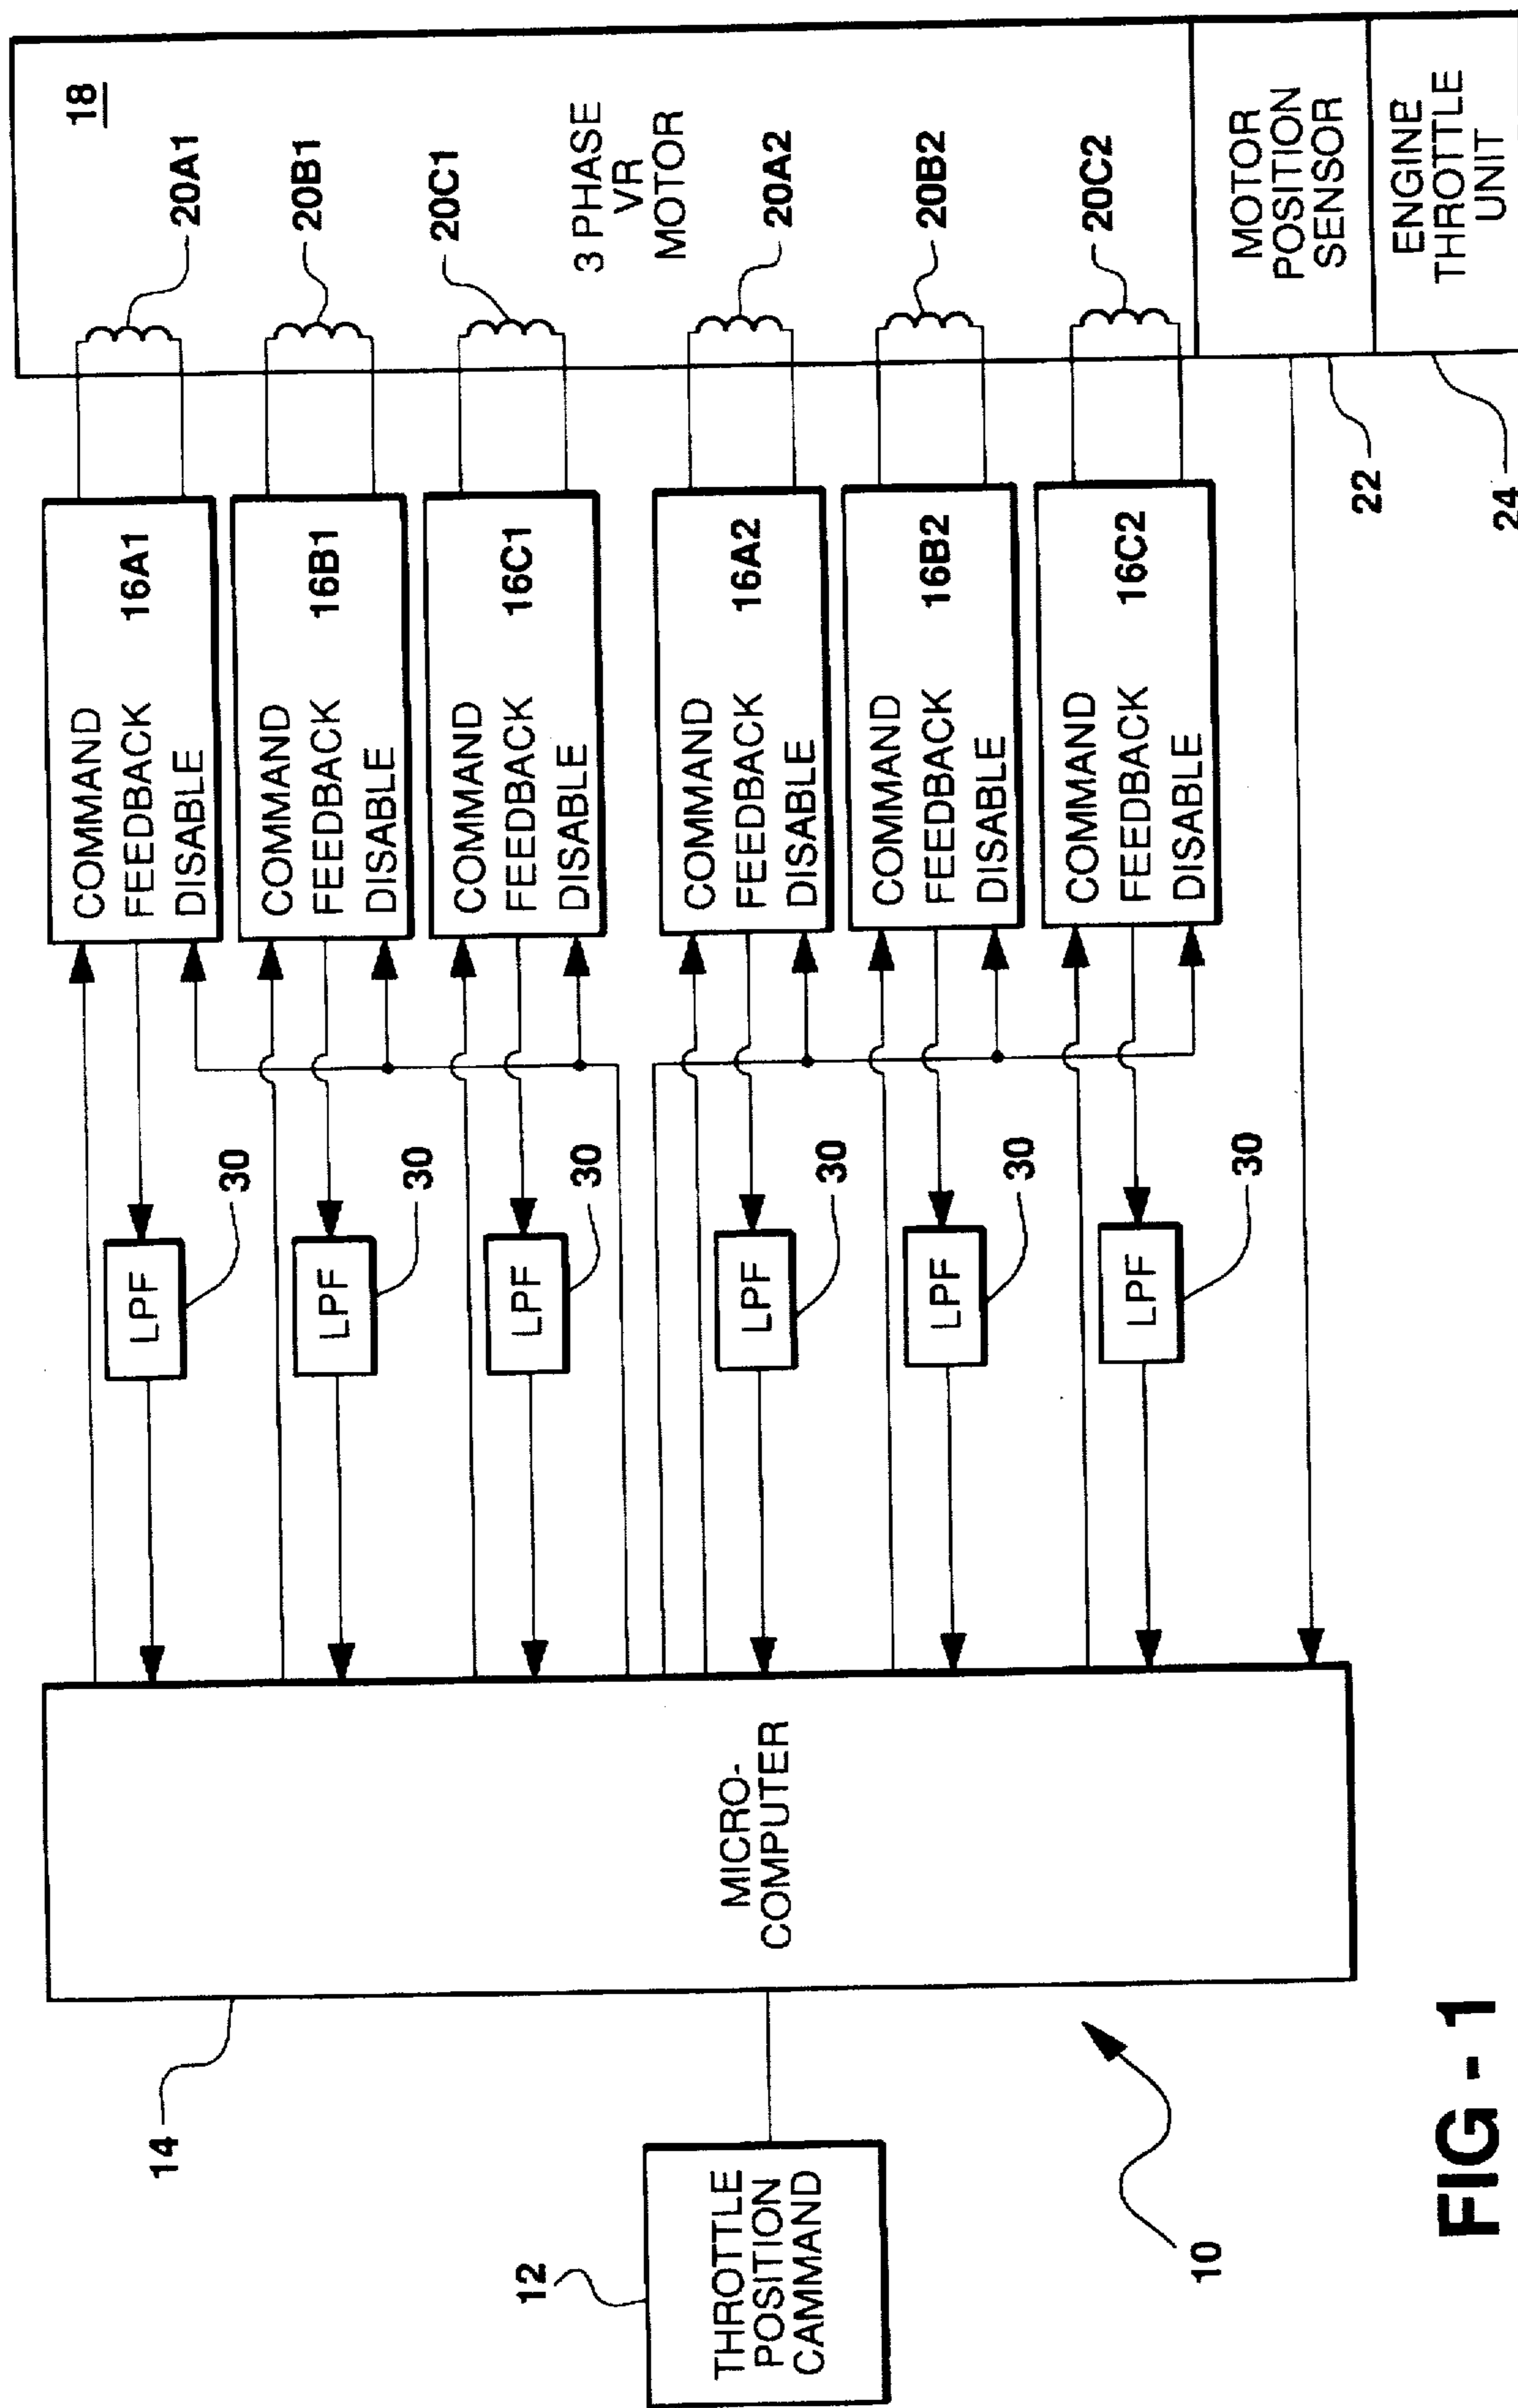 12
THROTTLE
POSITION
CAMMAND
10
14
MICRO-
COMPUTER
LPF
30
LPF
30
LPF
30
LPF
30
LPF
30
LPF
30
COMMAND
FEEDBACK 16A1
DISABLE
COMMAND
FEEDBACK 16B1
DISABLE
COMMAND
FEEDBACK 16C1
DISABLE
COMMAND
FEEDBACK 16A2
DISABLE
COMMAND
FEEDBACK 16B2
DISABLE
COMMAND
FEEDBACK 16C2
DISABLE
18
20A1
20B1
20C1
3 PHASE
VR
MOTOR
20A2
20B2
20C2
MOTOR
POSITION
SENSOR
22
ENGINE
THROTTLE
UNIT
24
FIG - 1